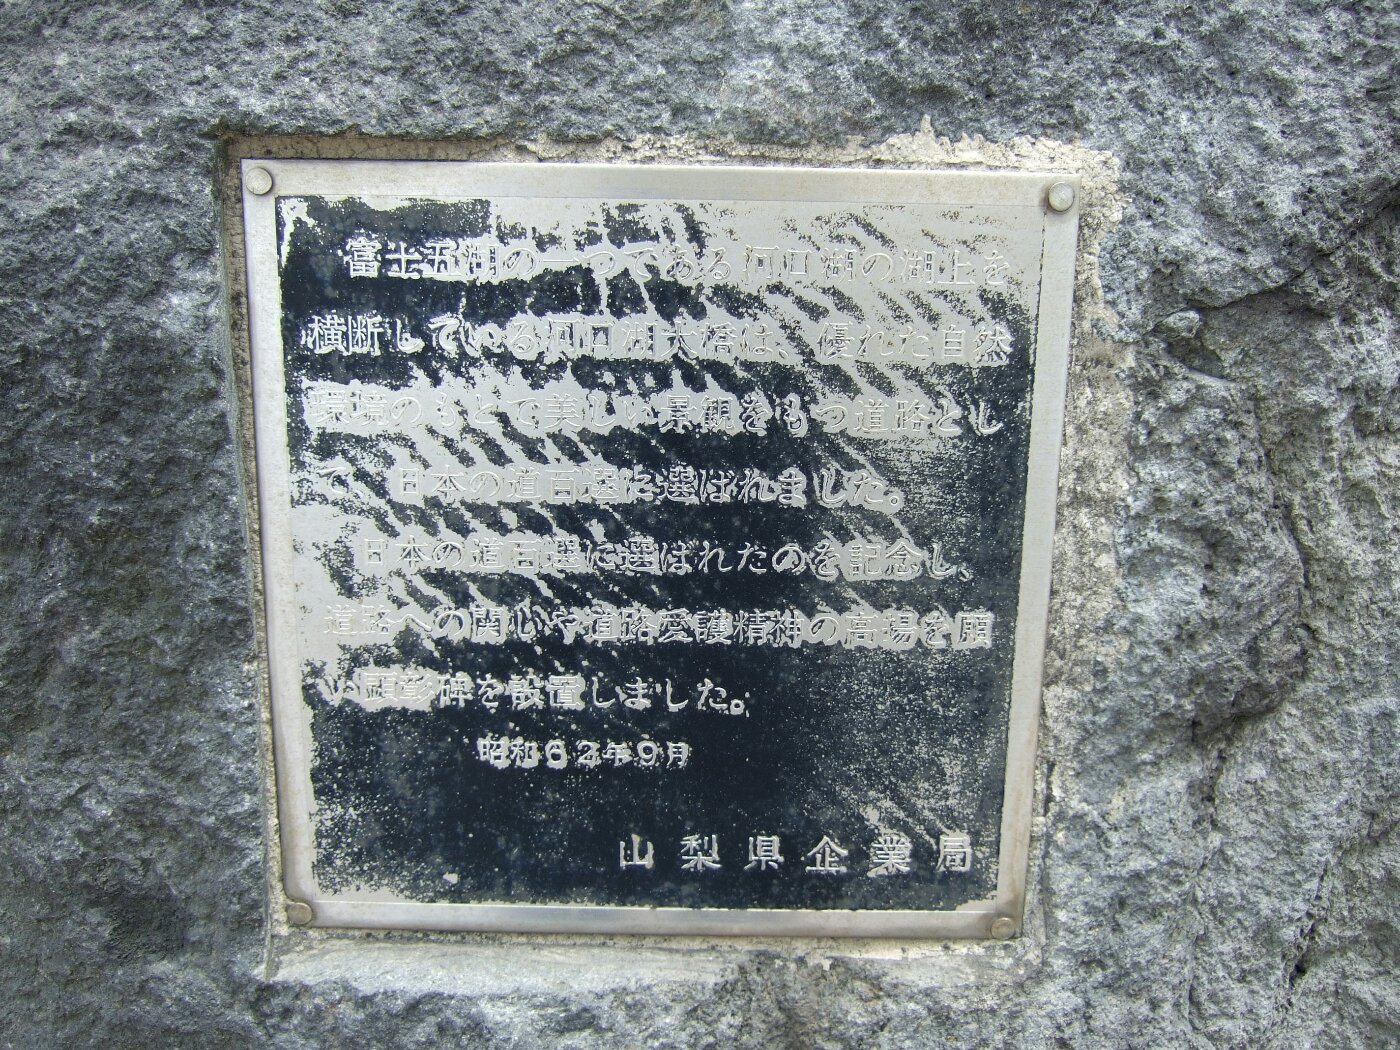 富士五湖の一つである河口湖の湖上を
横断している河口湖大橋は、優れた自然
環境のもとで美しい景観をもつ道路とし
て、日本の道百選に選ばれました。
日本の道百選に選ばれたのを記念し、
道路への関心や道路愛護精神の高揚を願
い顕彰碑を設置しました。
昭和62年9月
山梨県企業局